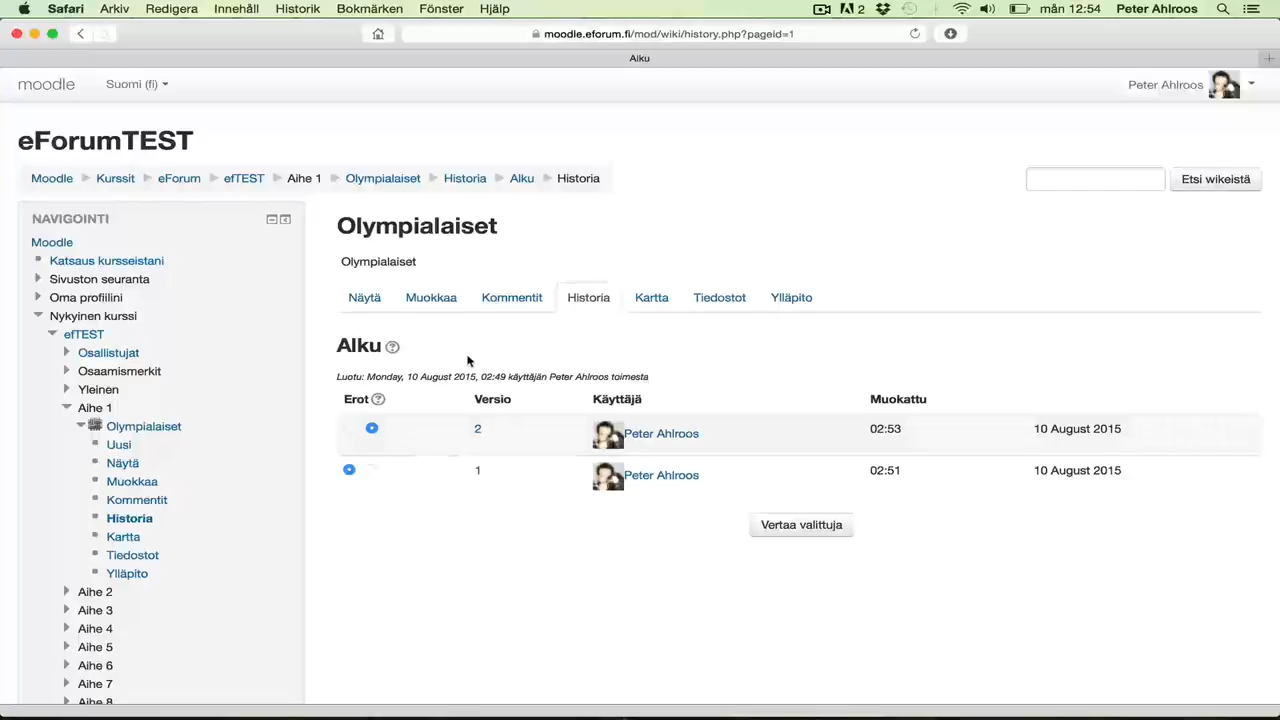 Safari Arkiv Redigera Innehåll Historik Bokmärken Fönster Hjälp 2 mån 12:54 Peter Ahlroos
moodle.eforum.fi/mod/wiki/history.php?pageid=1
Alku
moodle Suomi (fi) Peter Ahlroos
eForumTEST
Moodle Kurssit eForum efTEST Aihe 1 Olympialaiset Historia Alku Historia
Etsi wikeistä
NAVIGOINTI
Moodle
Katsaus kursseistani
Sivuston seuranta
Oma profiilini
Nykyinen kurssi
efTEST
Osallistujat
Osaamismerkit
Yleinen
Aihe 1
Olympialaiset
Uusi
Näytä
Muokkaa
Kommentit
Historia
Kartta
Tiedostot
Ylläpito
Aihe 2
Aihe 3
Aihe 4
Aihe 5
Aihe 6
Aihe 7
Aihe 8
Olympialaiset
Olympialaiset
Näytä Muokkaa Kommentit Historia Kartta Tiedostot Ylläpito
Alku
Luotu: Monday, 10 August 2015, 02:49 käyttäjän Peter Ahlroos toimesta
Erot Versio Käyttäjä Muokattu
2 Peter Ahlroos 02:53 10 August 2015
1 Peter Ahlroos 02:51 10 August 2015
Vertaa valittuja